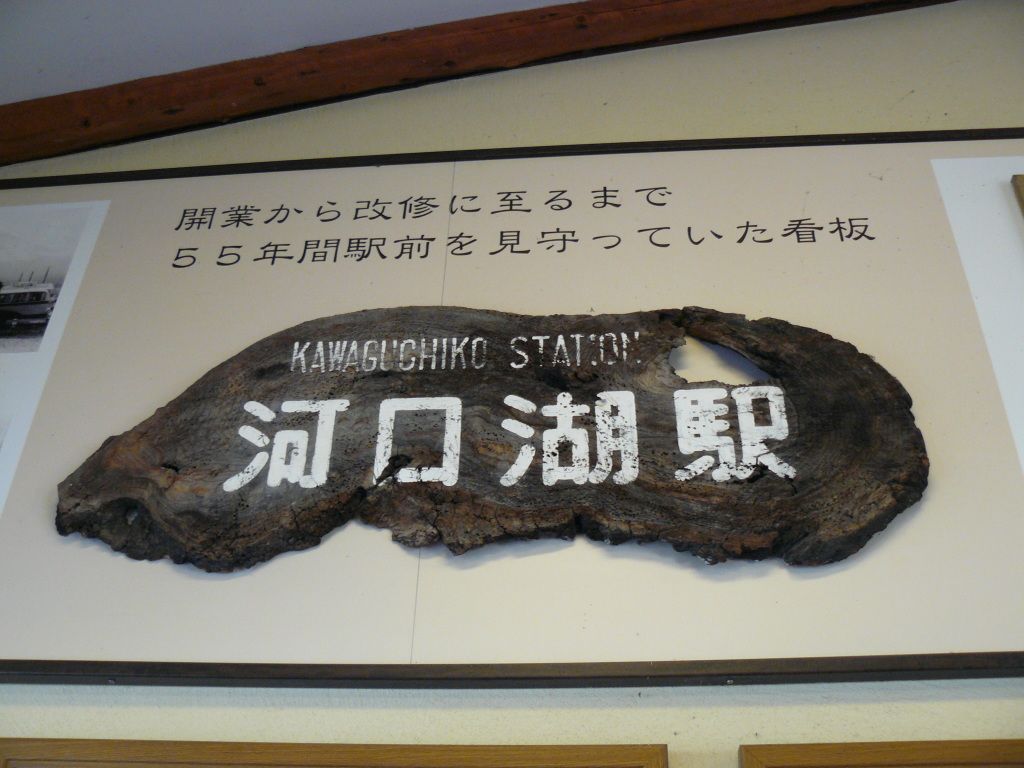 開業から改修に至るまで
５５年間駅前を見守っていた看板
KAWAGUCHIKO STATION
河口湖駅